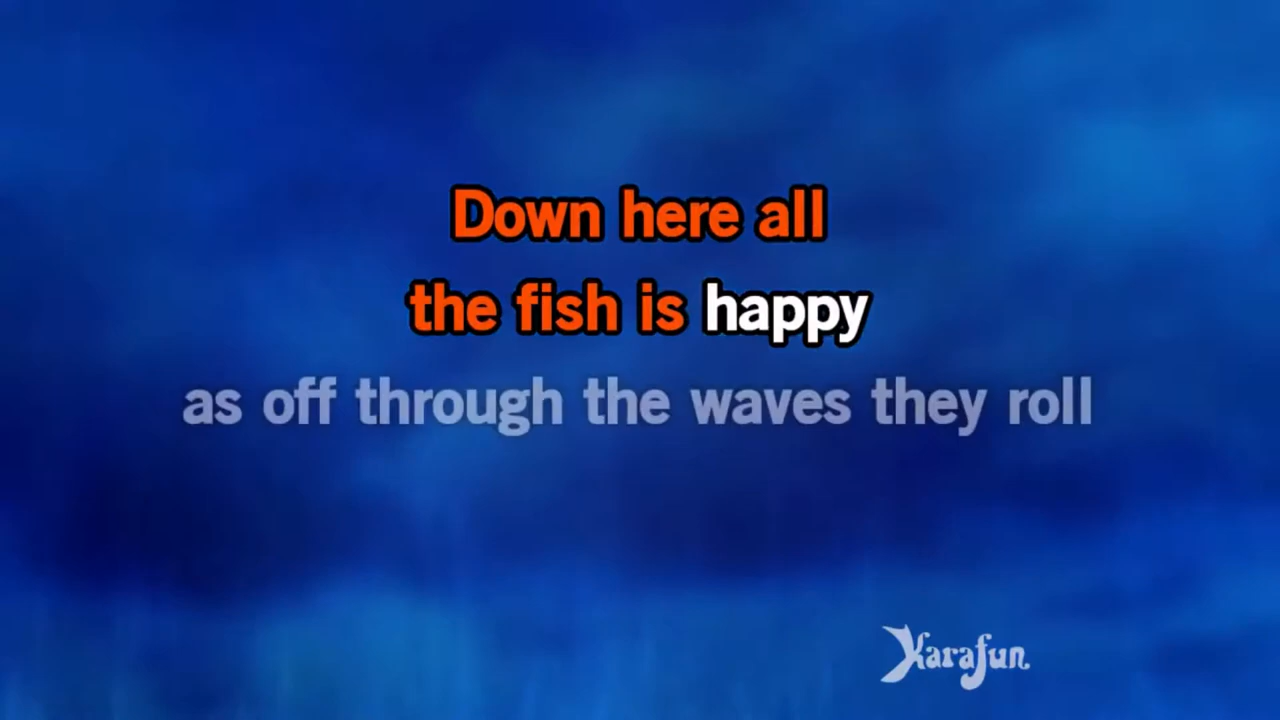 Down here all
the fish is happy
as off through the waves they roll
Karafun